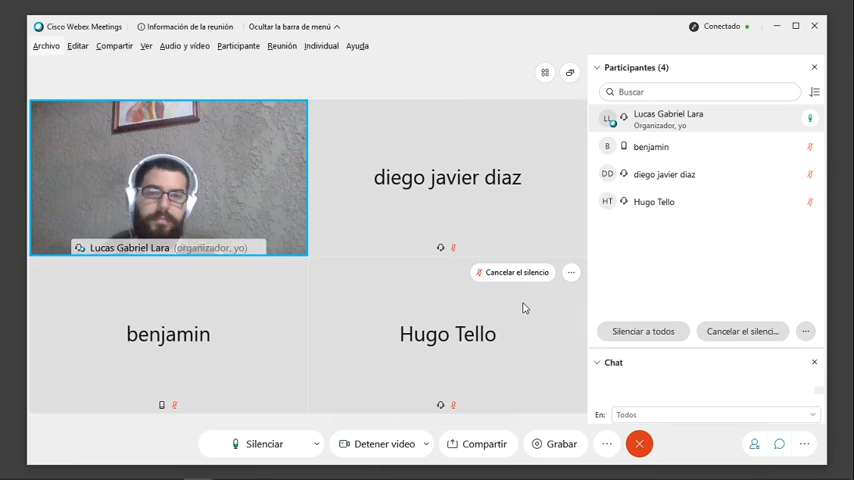 Cisco Webex Meetings
Información de la reunión
Ocultar la barra de menú
Conectado
Archivo Editar Compartir Ver Audio y vídeo Participante Reunión Individual Ayuda
Participantes (4)
Buscar
LL Lucas Gabriel Lara
Organizador, yo
B benjamin
DD diego javier diaz
HT Hugo Tello
Silenciar a todos
Cancelar el silenci...
Chat
En: Todos
Lucas Gabriel Lara (organizador, yo)
diego javier diaz
Cancelar el silencio
benjamin
Hugo Tello
Silenciar
Detener video
Compartir
Grabar